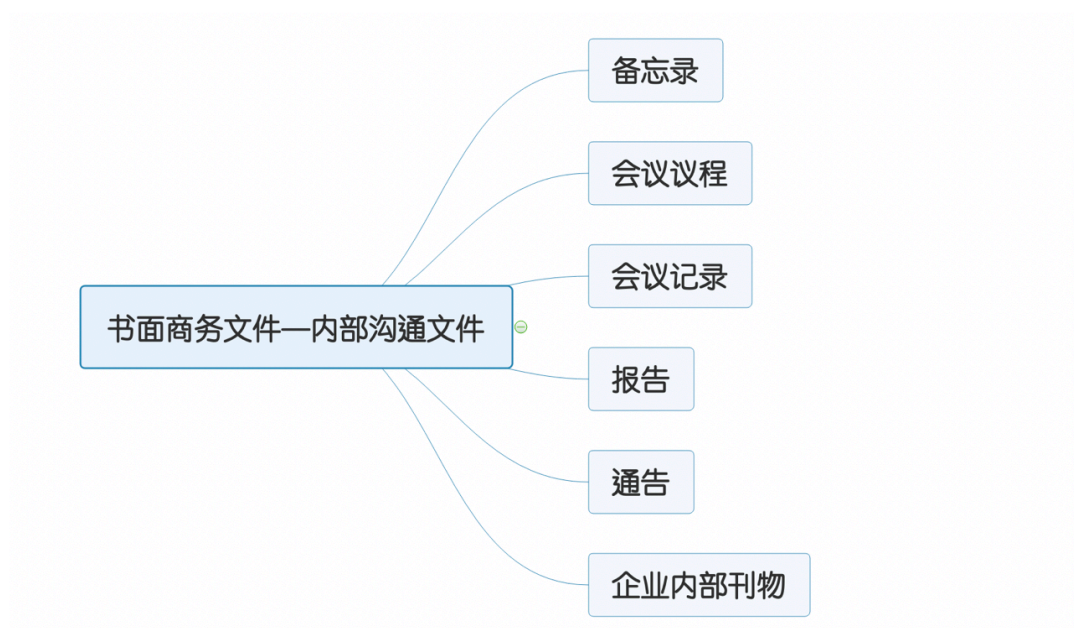 备忘录
会议议程
会议记录
书面商务文件—内部沟通文件
报告
通告
企业内部刊物